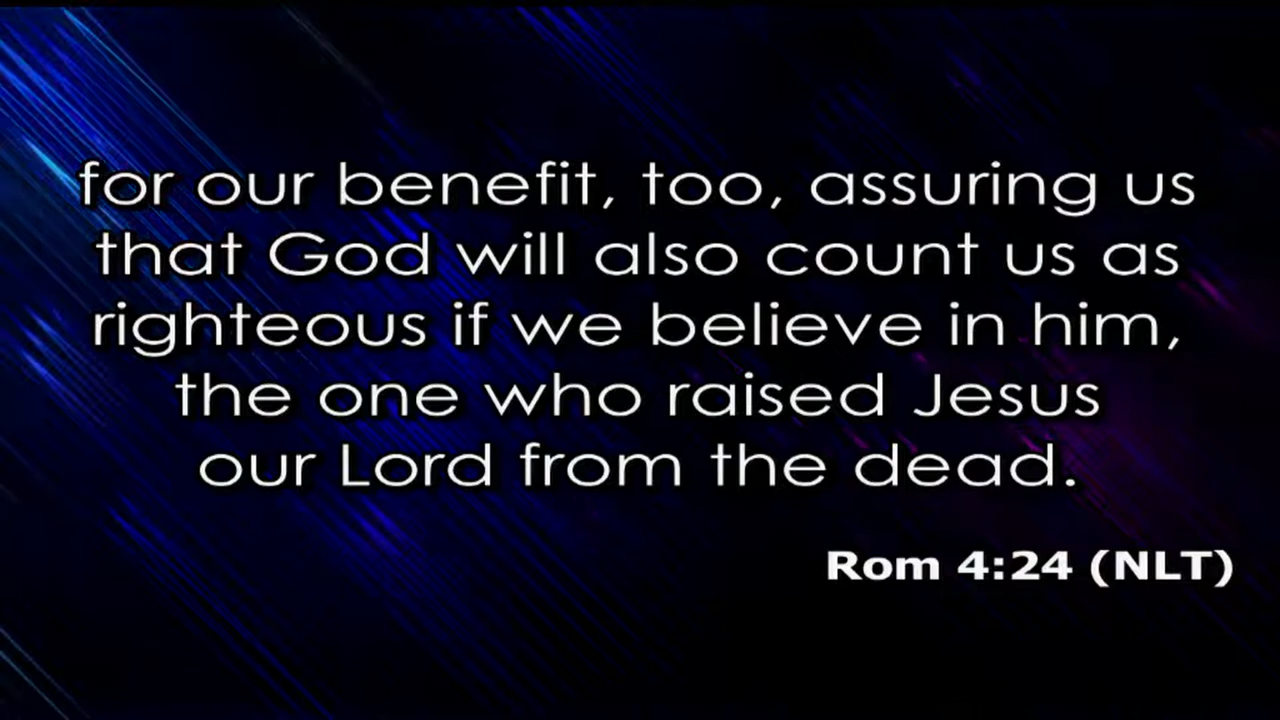 for our benefit, too, assuring us
that God will also count us as
righteous if we believe in him,
the one who raised Jesus
our Lord from the dead.
Rom 4:24 (NLT)